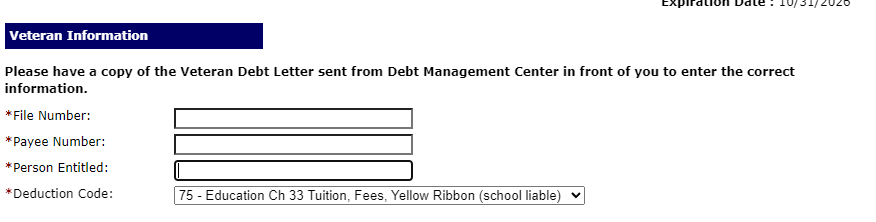 Expiration Date : 10/31/2026
Veteran Information
Please have a copy of the Veteran Debt Letter sent from Debt Management Center in front of you to enter the correct
information.
*File Number:
*Payee Number:
*Person Entitled:
*Deduction Code: 75 - Education Ch 33 Tuition, Fees, Yellow Ribbon (school liable)